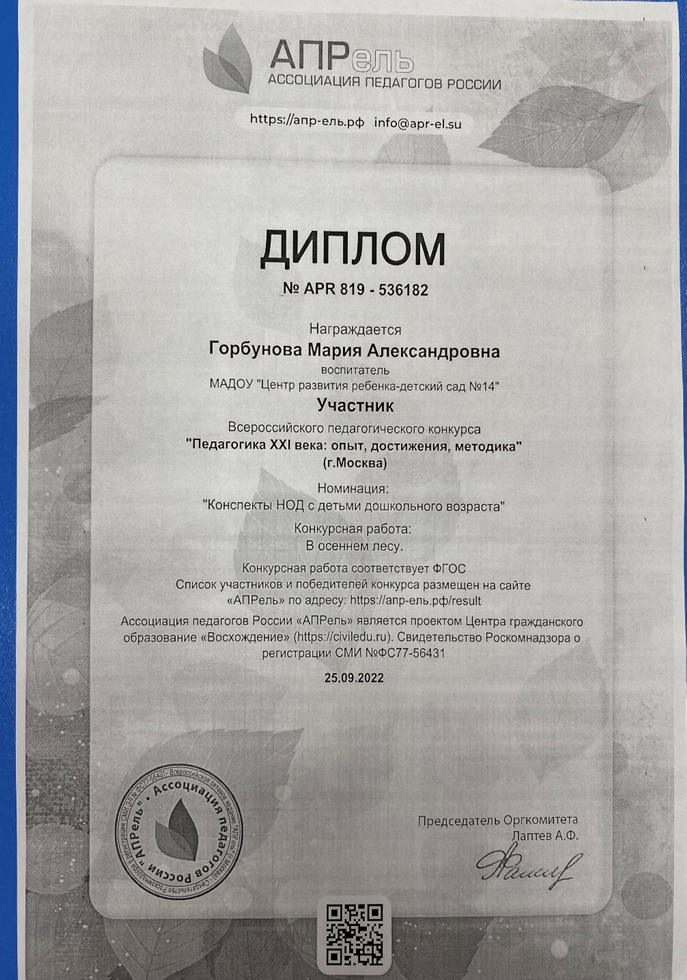 АПРель
АССОЦИАЦИЯ ПЕДАГОГОВ РОССИИ
https://апр-ель.рф info@apr-el.su
ДИПЛОМ
№ APR 819 - 536182
Награждается
Горбунова Мария Александровна
воспитатель
МАДОУ "Центр развития ребенка-детский сад №14"
Участник
Всероссийского педагогического конкурса
"Педагогика XXI века: опыт, достижения, методика"
(г.Москва)
Номинация:
"Конспекты НОД с детьми дошкольного возраста"
Конкурсная работа:
В осеннем лесу.
Конкурсная работа соответствует ФГОС
Список участников и победителей конкурса размещен на сайте
«АПРель» по адресу: https://апр-ель.рф/result
Ассоциация педагогов России «АПРель» является проектом Центра гражданского
образование «Восхождение» (https://civiledu.ru). Свидетельство Роскомнадзора о
регистрации СМИ №ФС77-56431
25.09.2022
Ассоциация педагогов России "АПРель"
Председатель Оргкомитета
Лаптев А.Ф.